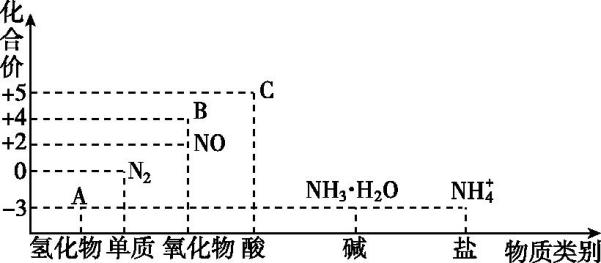 化合价
+5
C
+4
B
+2
NO
0
N₂
A
NH₃·H₂O
NH₄⁺
−3
氢化物 单质 氧化物 酸 碱 盐 物质类别